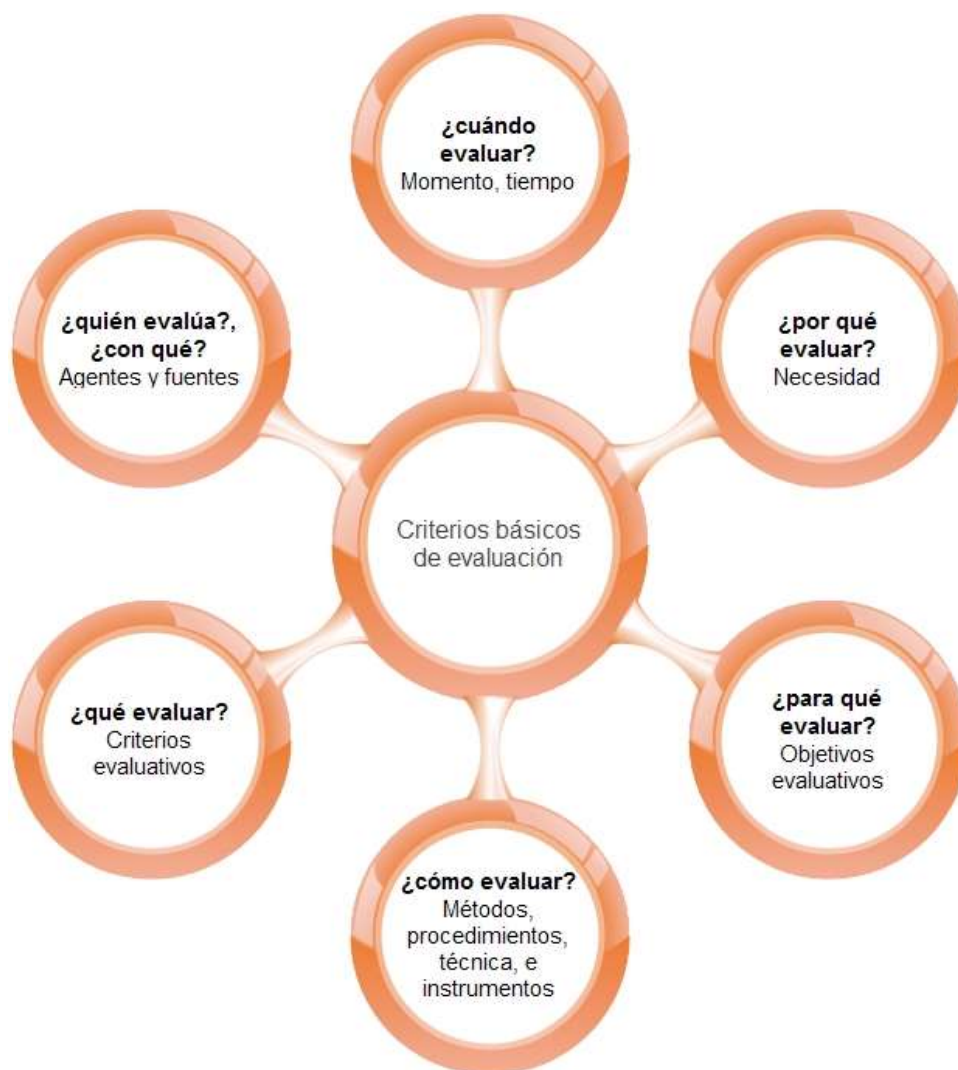 ¿cuándo
evaluar?
Momento, tiempo
¿por qué
evaluar?
Necesidad
¿para qué
evaluar?
Objetivos
evaluativos
¿cómo evaluar?
Métodos,
procedimientos,
técnica, e
instrumentos
¿qué evaluar?
Criterios
evaluativos
¿quién evalúa?,
¿con qué?
Agentes y fuentes
Criterios básicos
de evaluación